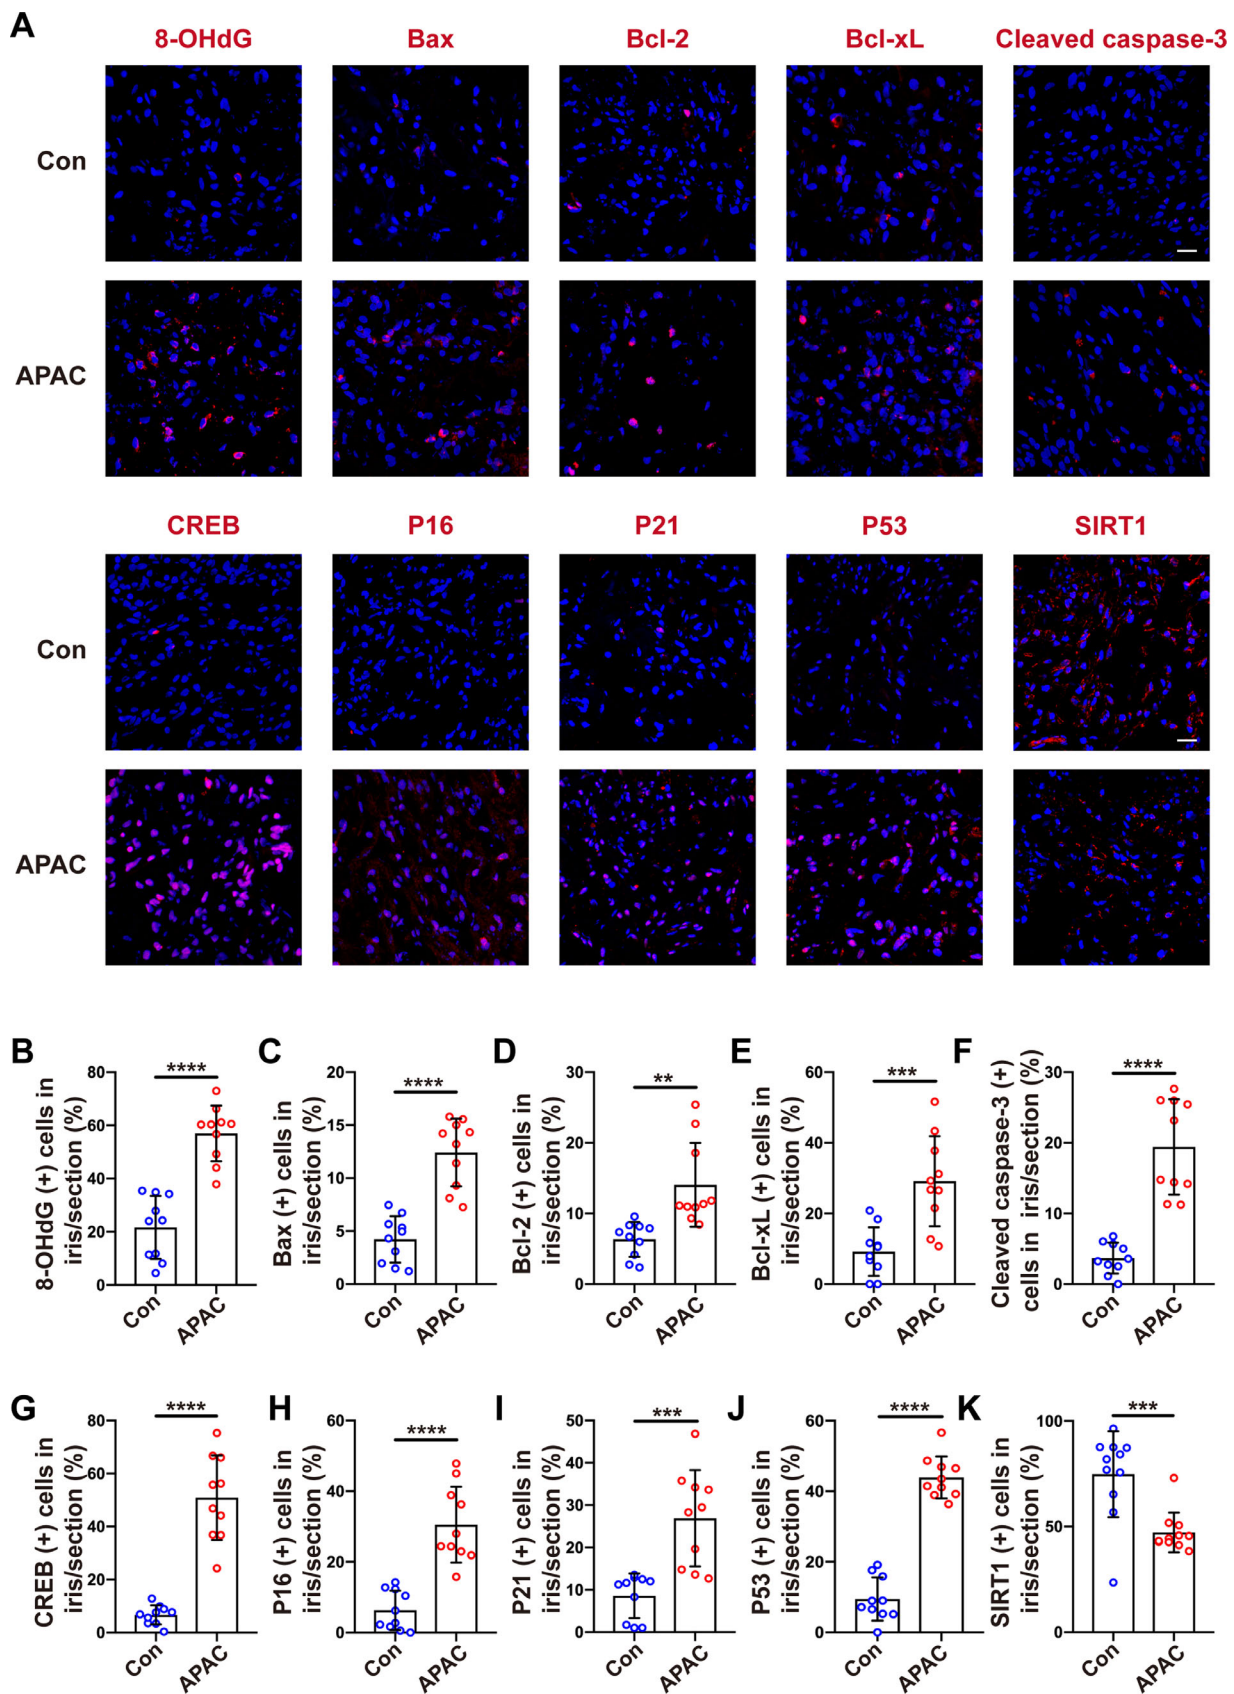 A
8-OHdG Bax Bcl-2 Bcl-xL Cleaved caspase-3
Con
APAC
CREB P16 P21 P53 SIRT1
Con
APAC
B
8-OHdG (+) cells in
iris/section (%)
80
60
40
20
0
****
Con APAC
C
Bax (+) cells in
iris/section (%)
20
15
10
5
0
****
Con APAC
D
Bcl-2 (+) cells in
iris/section (%)
30
20
10
0
**
Con APAC
E
Bcl-xL (+) cells in
iris/section (%)
60
40
20
0
***
Con APAC
F
Cleaved caspase-3 (+)
cells in iris/section (%)
30
20
10
0
****
Con APAC
G
CREB (+) cells in
iris/section (%)
80
60
40
20
0
****
Con APAC
H
P16 (+) cells in
iris/section (%)
60
40
20
0
****
Con APAC
I
P21 (+) cells in
iris/section (%)
50
40
30
20
10
0
***
Con APAC
J
P53 (+) cells in
iris/section (%)
60
40
20
0
****
Con APAC
K
SIRT1 (+) cells in
iris/section (%)
100
50
0
***
Con APAC